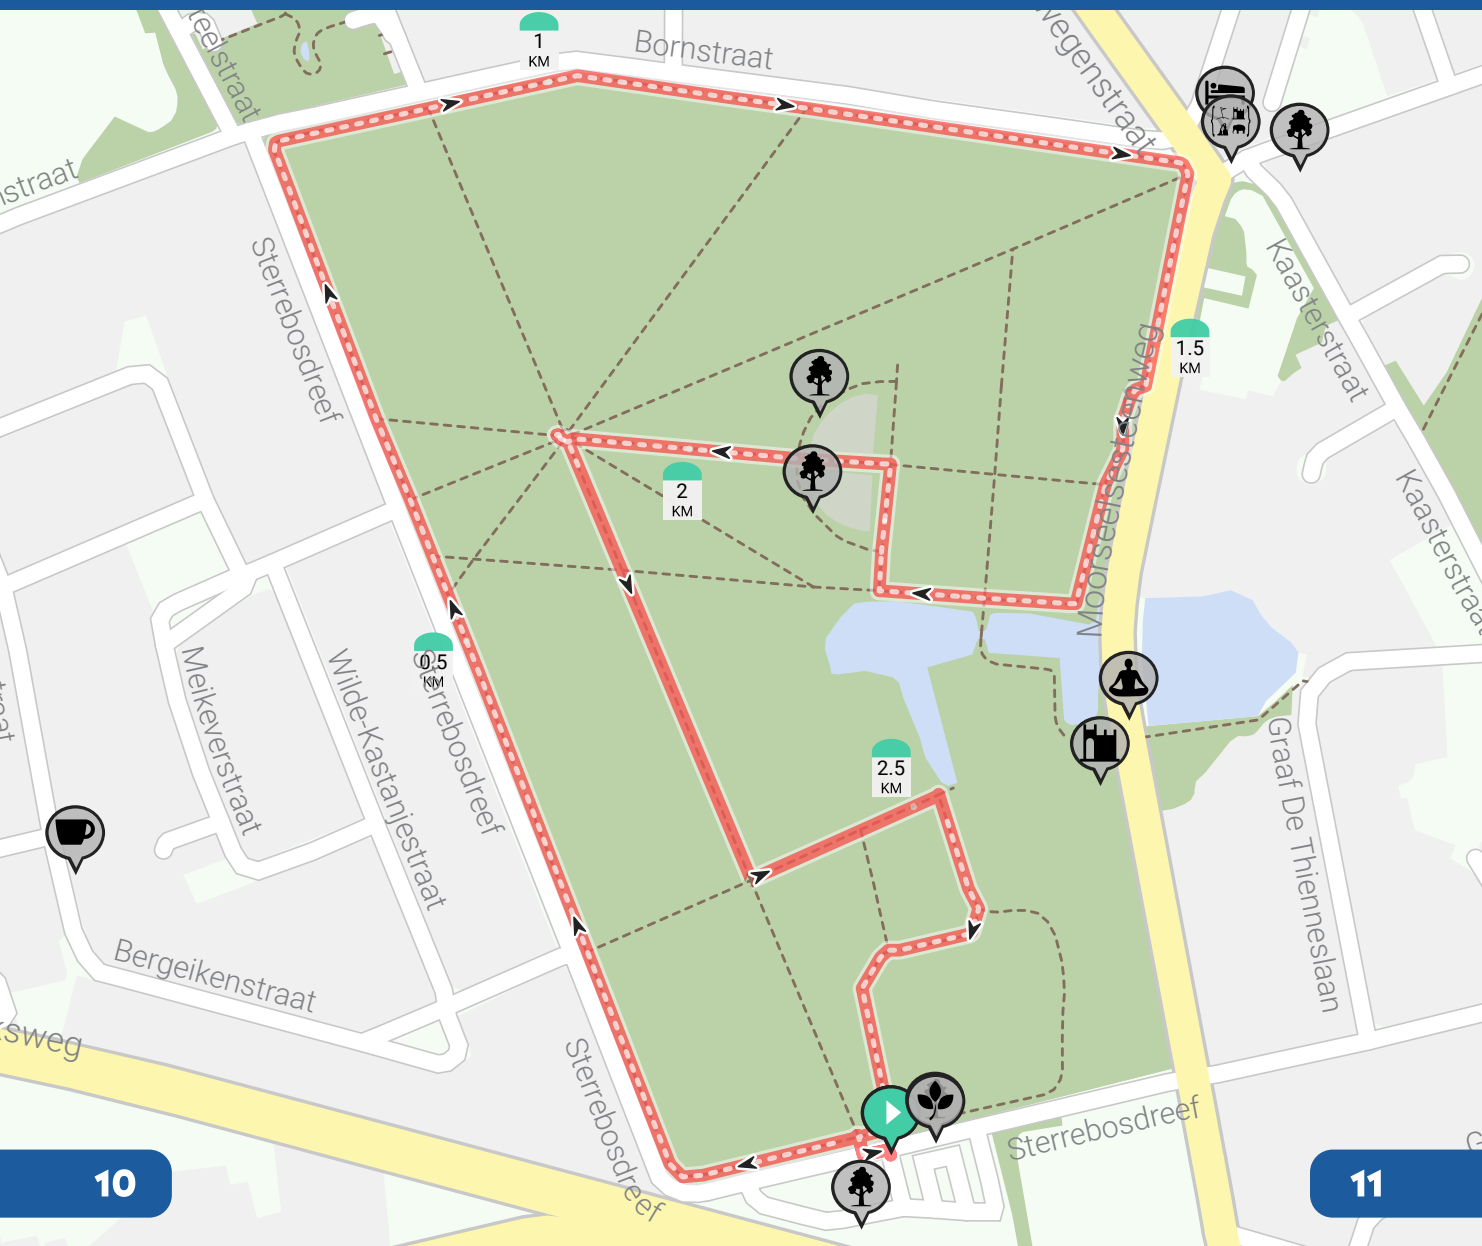 1
KM
Bornstraat
Sterrebosdreef
Kaasterstraat
1.5
KM
Moorseelsesteenweg
2
KM
Kaasterstraat
0.5
KM
Sterrebosdreef
Meikeverstraat
Wilde-Kastanjestraat
2.5
KM
Graaf De Thienneslaan
Bergeikenstraat
Sterrebosdreef
Sterrebosdreef
10
11